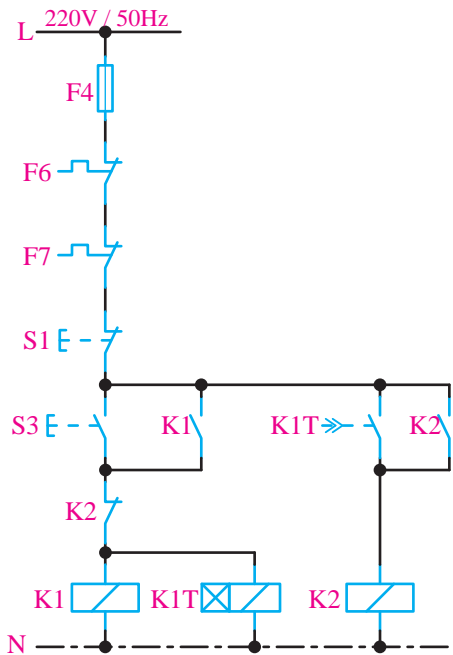 220V / 50Hz
L
F4
F6
F7
S1
S3 K1 K1T K2
K2
K1 K1T K2
N